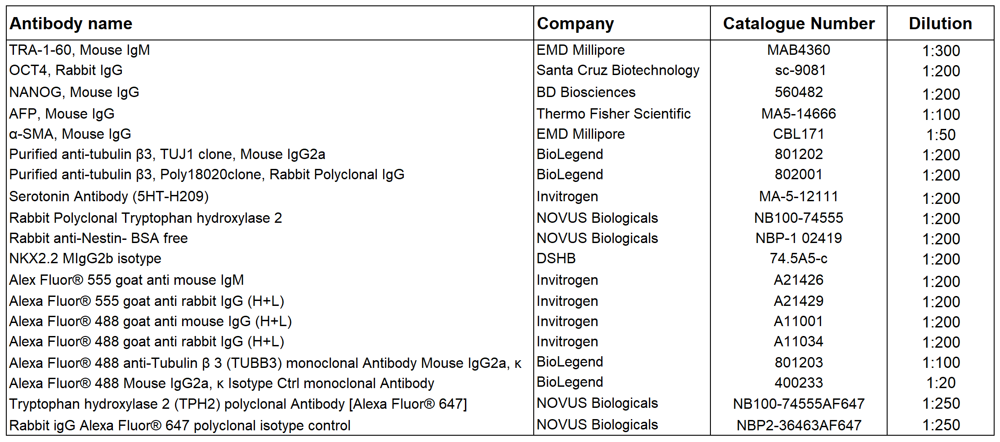 Antibody name Company Catalogue Number Dilution
TRA-1-60, Mouse IgM EMD Millipore MAB4360 1:300
OCT4, Rabbit IgG Santa Cruz Biotechnology sc-9081 1:200
NANOG, Mouse IgG BD Biosciences 560482 1:200
AFP, Mouse IgG Thermo Fisher Scientific MA5-14666 1:100
α-SMA, Mouse IgG EMD Millipore CBL171 1:50
Purified anti-tubulin β3, TUJ1 clone, Mouse IgG2a BioLegend 801202 1:200
Purified anti-tubulin β3, Poly18020clone, Rabbit Polyclonal IgG BioLegend 802001 1:200
Serotonin Antibody (5HT-H209) Invitrogen MA-5-12111 1:200
Rabbit Polyclonal Tryptophan hydroxylase 2 NOVUS Biologicals NB100-74555 1:200
Rabbit anti-Nestin- BSA free NOVUS Biologicals NBP-1 02419 1:200
NKX2.2 MIgG2b isotype DSHB 74.5A5-c 1:200
Alex Fluor® 555 goat anti mouse IgM Invitrogen A21426 1:200
Alexa Fluor® 555 goat anti rabbit IgG (H+L) Invitrogen A21429 1:200
Alexa Fluor® 488 goat anti mouse IgG (H+L) Invitrogen A11001 1:200
Alexa Fluor® 488 goat anti rabbit IgG (H+L) Invitrogen A11034 1:200
Alexa Fluor® 488 anti-Tubulin β 3 (TUBB3) monoclonal Antibody Mouse IgG2a, κ BioLegend 801203 1:100
Alexa Fluor® 488 Mouse IgG2a, κ Isotype Ctrl monoclonal Antibody BioLegend 400233 1:20
Tryptophan hydroxylase 2 (TPH2) polyclonal Antibody [Alexa Fluor® 647] NOVUS Biologicals NB100-74555AF647 1:250
Rabbit igG Alexa Fluor® 647 polyclonal isotype control NOVUS Biologicals NBP2-36463AF647 1:250